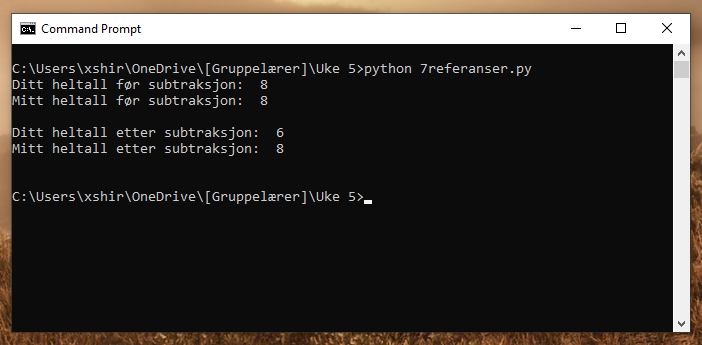 Command Prompt
C:\Users\xshir\OneDrive\[Gruppelærer]\Uke 5>python 7referanser.py
Ditt heltall før subtraksjon:  8
Mitt heltall før subtraksjon:  8
Ditt heltall etter subtraksjon:  6
Mitt heltall etter subtraksjon:  8
C:\Users\xshir\OneDrive\[Gruppelærer]\Uke 5>